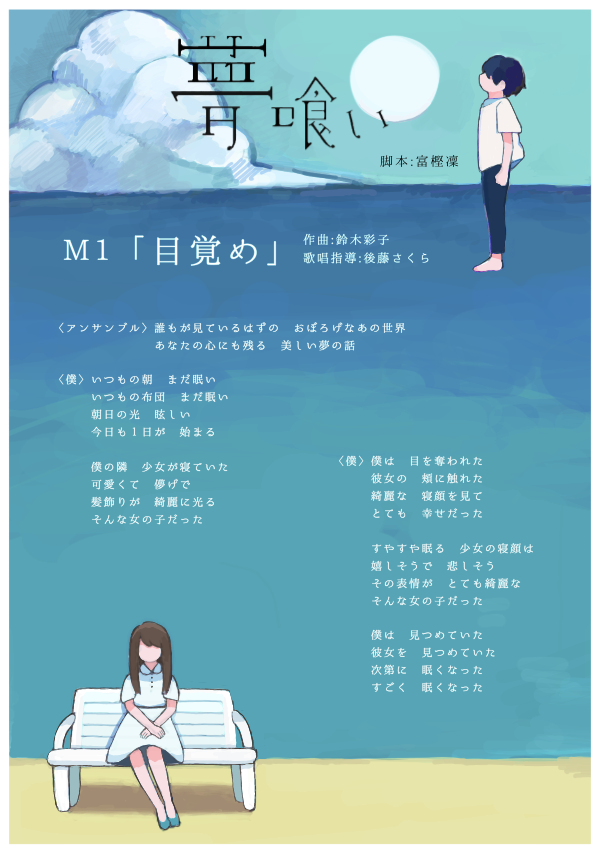 夢喰い
脚本:富樫凜
M1「目覚め」
作曲:鈴木彩子
歌唱指導:後藤さくら
〈アンサンブル〉誰もが見ているはずの　おぼろげなあの世界
あなたの心にも残る　美しい夢の話
〈僕〉いつもの朝　まだ眠い
いつもの布団　まだ眠い
朝日の光　眩しい
今日も１日が　始まる
僕の隣　少女が寝ていた
可愛くて　儚げで
髪飾りが　綺麗に光る
そんな女の子だった
〈僕〉僕は　目を奪われた
彼女の　頬に触れた
綺麗な　寝顔を見て
とても　幸せだった
すやすや眠る　少女の寝顔は
嬉しそうで　悲しそう
その表情が　とても綺麗な
そんな女の子だった
僕は　見つめていた
彼女を　見つめていた
次第に　眠くなった
すごく　眠くなった